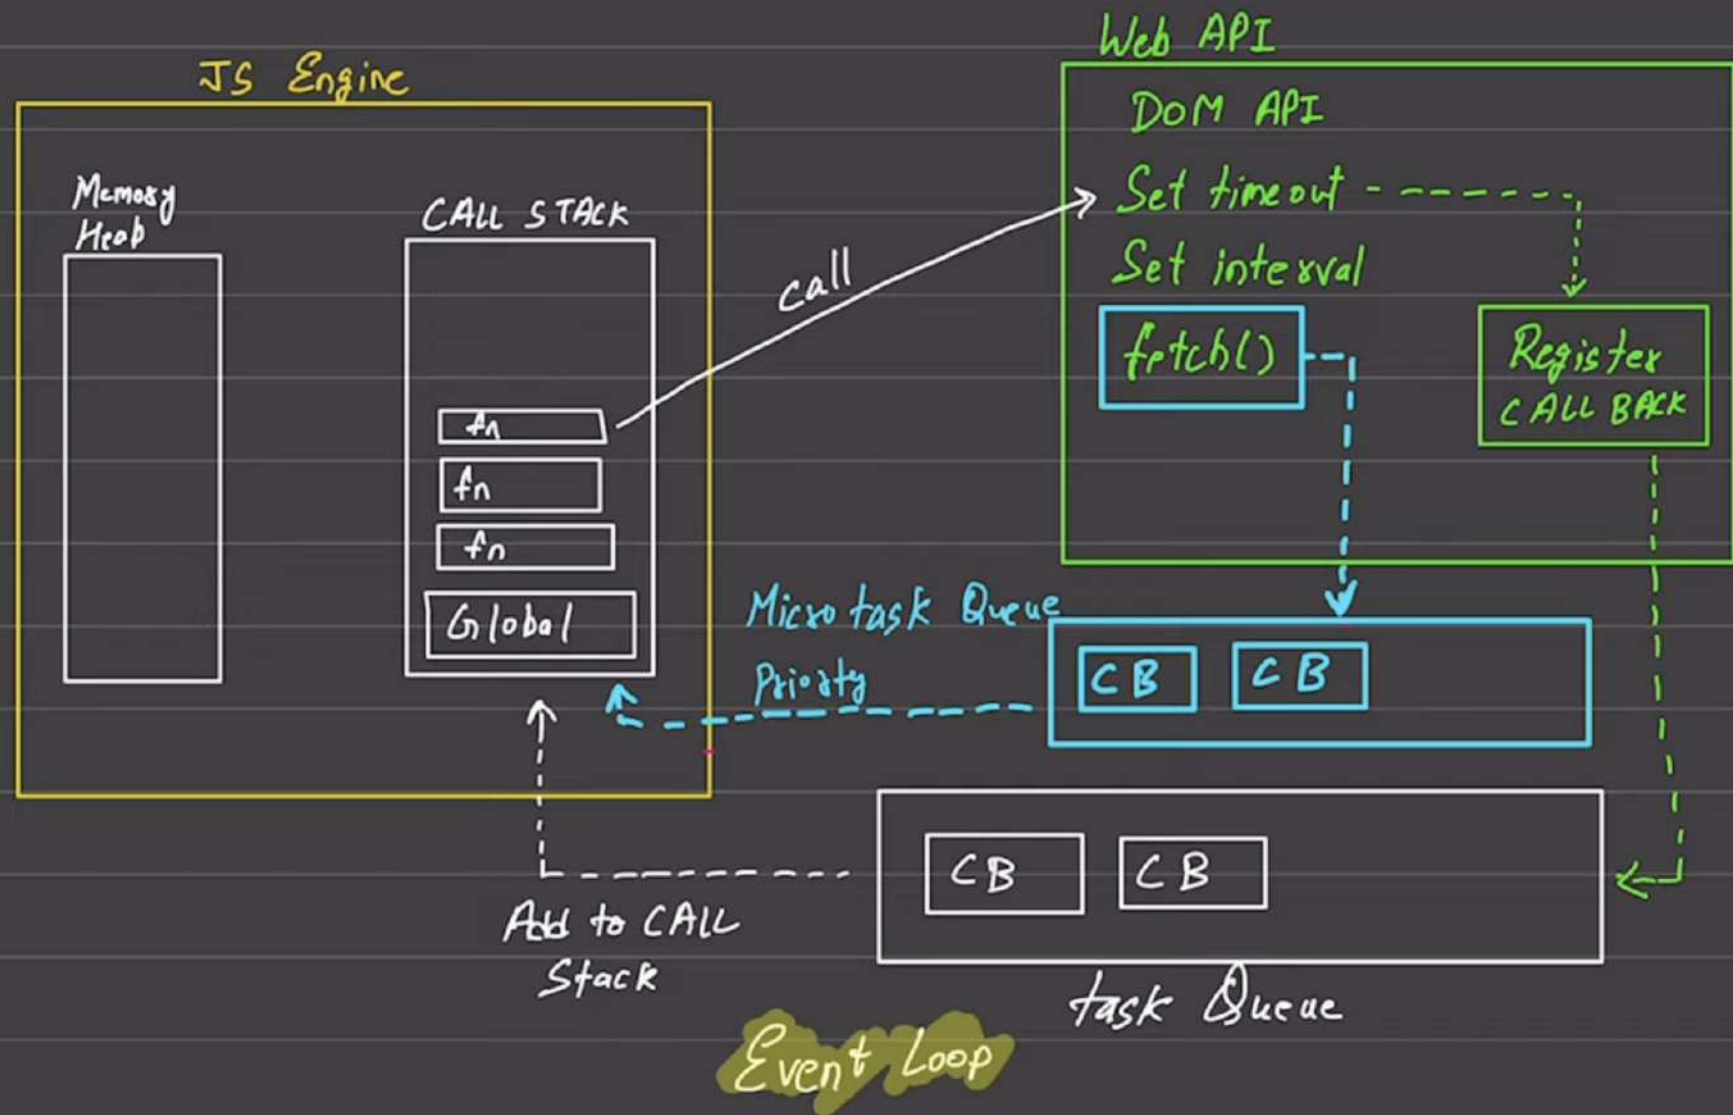 JS Engine
Memory
Heap
CALL STACK
fn
fn
fn
Global
call
Web API
DOM API
Set timeout
Set interval
fetch()
Register
CALL BACK
Micro task Queue
Priorty
CB
CB
CB
CB
Add to CALL
Stack
task Queue
Event Loop